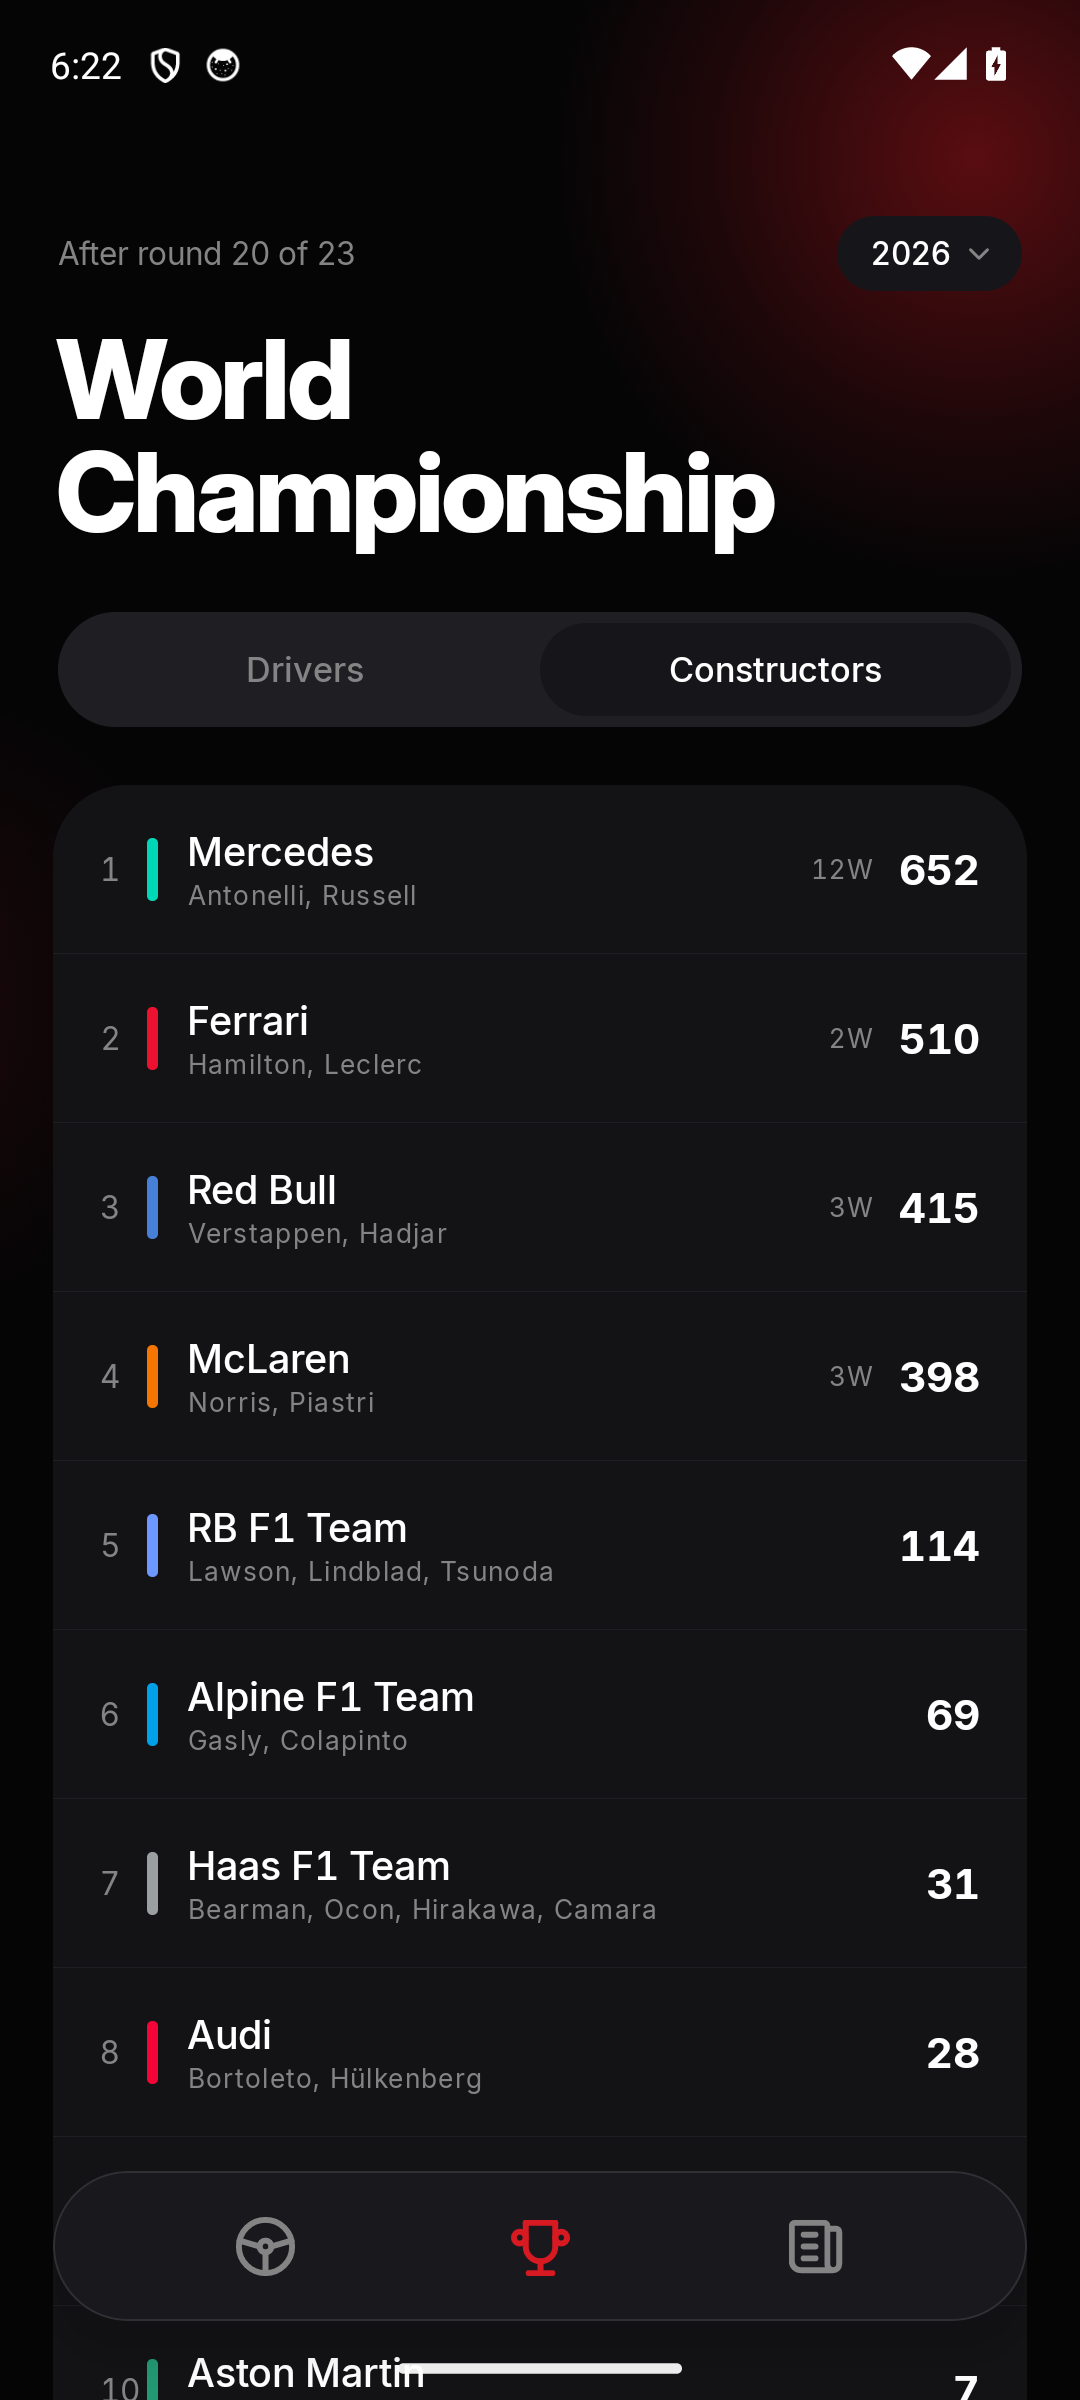 6:22
After round 20 of 23
2026
World
Championship
Drivers
Constructors
1
Mercedes
Antonelli, Russell
12W
652
2
Ferrari
Hamilton, Leclerc
2W
510
3
Red Bull
Verstappen, Hadjar
3W
415
4
McLaren
Norris, Piastri
3W
398
5
RB F1 Team
Lawson, Lindblad, Tsunoda
114
6
Alpine F1 Team
Gasly, Colapinto
69
7
Haas F1 Team
Bearman, Ocon, Hirakawa, Camara
31
8
Audi
Bortoleto, Hülkenberg
28
10
Aston Martin
7